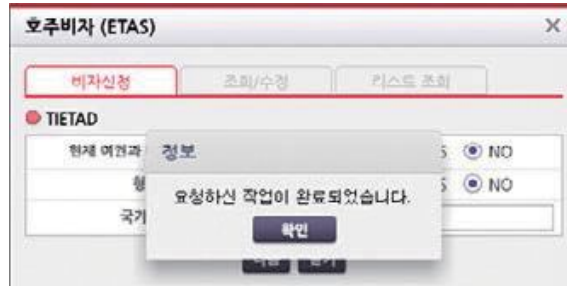 호주비자 (ETAS)
비자신청
조회/수정
리스트 조회
TIETAD
현재 여권과
NO
NO
국가
정보
요청하신 작업이 완료되었습니다.
확인